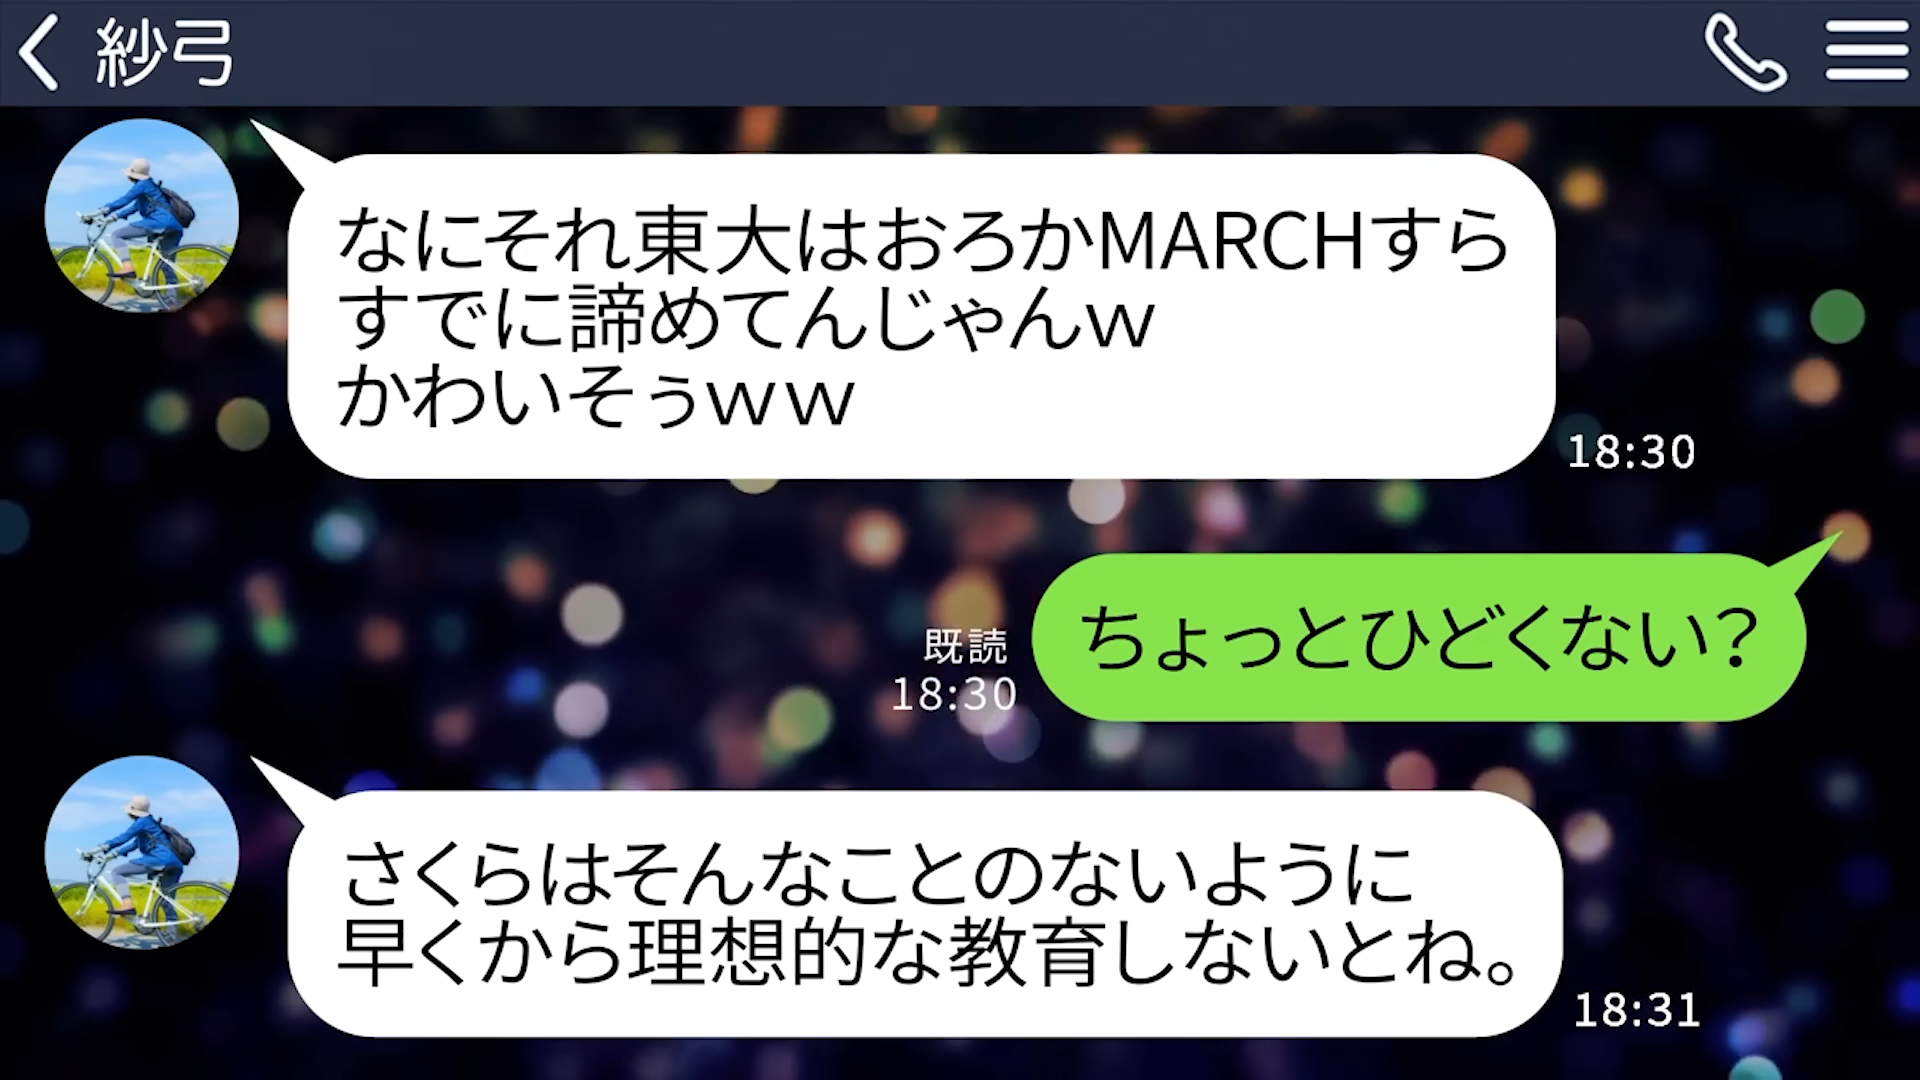 紗弓
なにそれ東大はおろかMARCHすら
すでに諦めてんじゃんw
かわいそぅww
18:30
ちょっとひどくない？
既読
18:30
さくらはそんなことのないように
早くから理想的な教育しないとね。
18:31